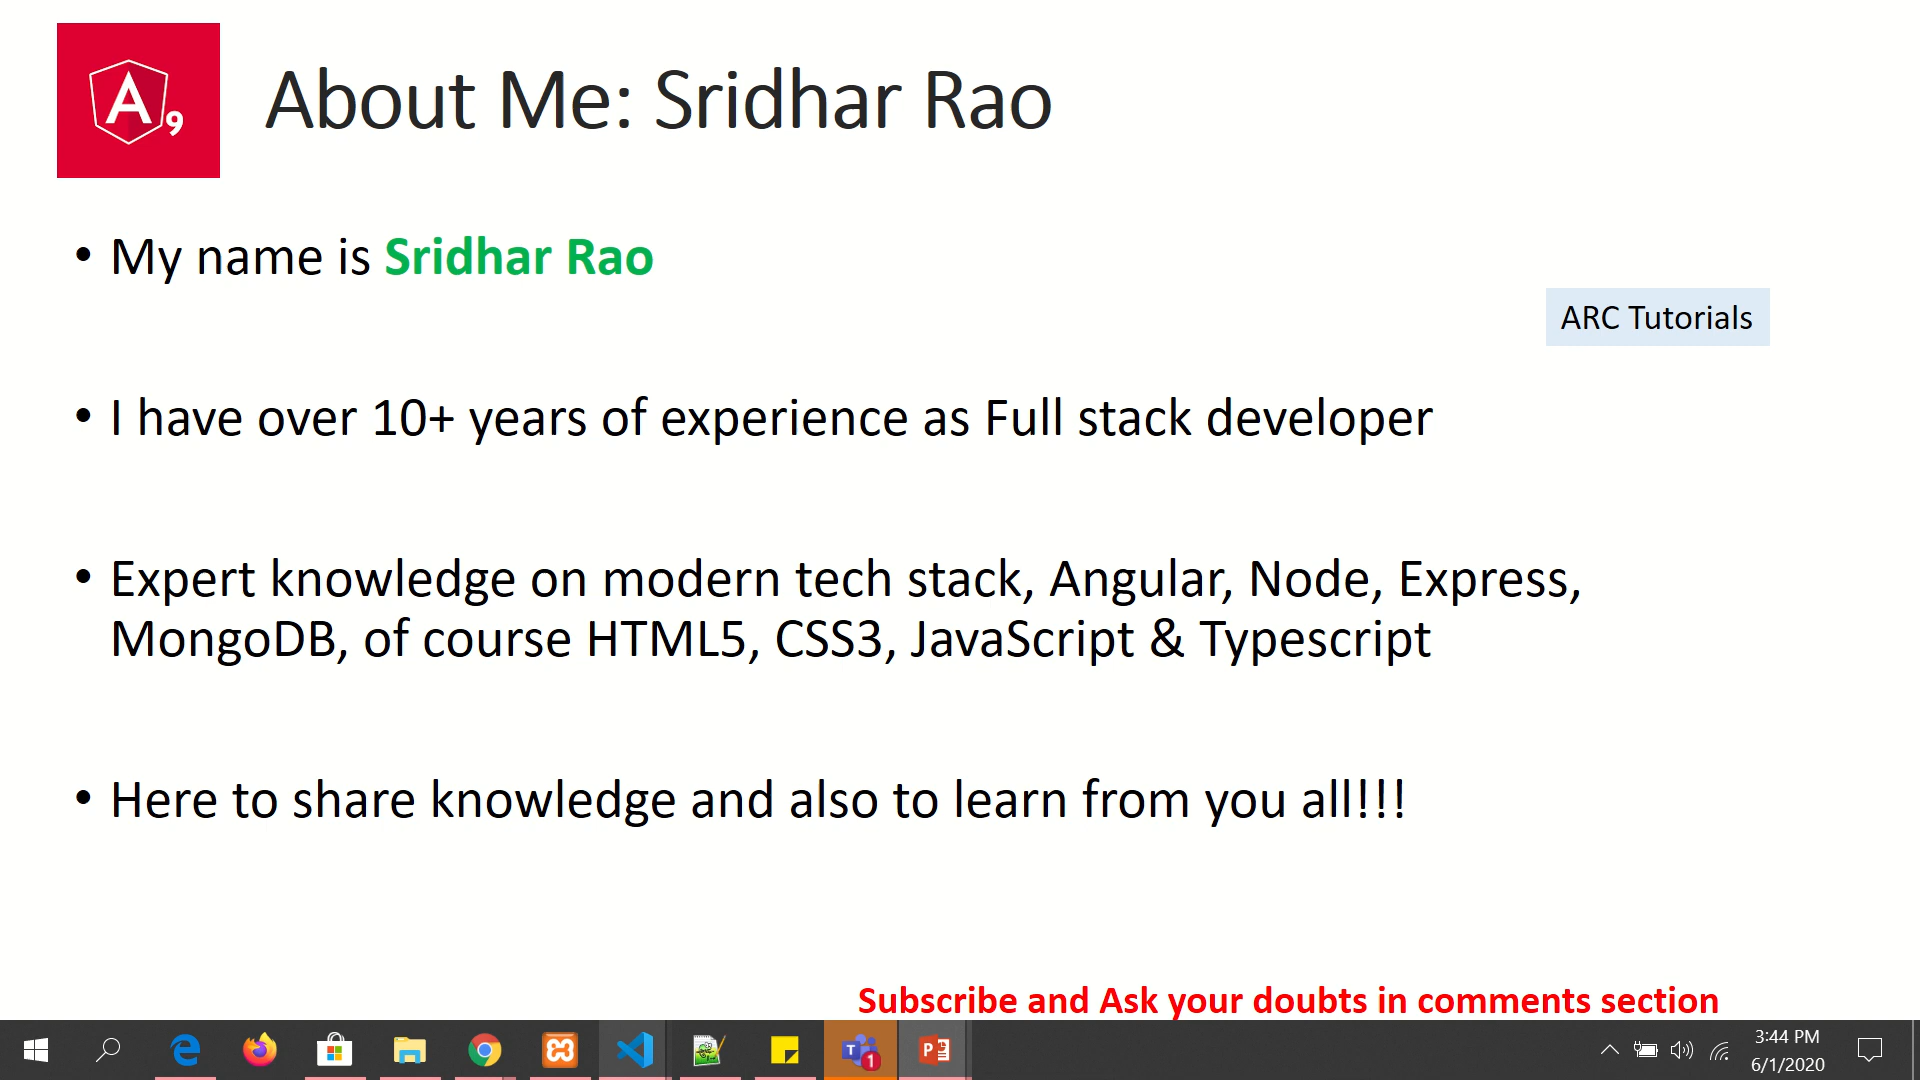 A 9
About Me: Sridhar Rao
• My name is Sridhar Rao
ARC Tutorials
• I have over 10+ years of experience as Full stack developer
• Expert knowledge on modern tech stack, Angular, Node, Express,
MongoDB, of course HTML5, CSS3, JavaScript & Typescript
• Here to share knowledge and also to learn from you all!!!
Subscribe and Ask your doubts in comments section
3:44 PM
6/1/2020
1